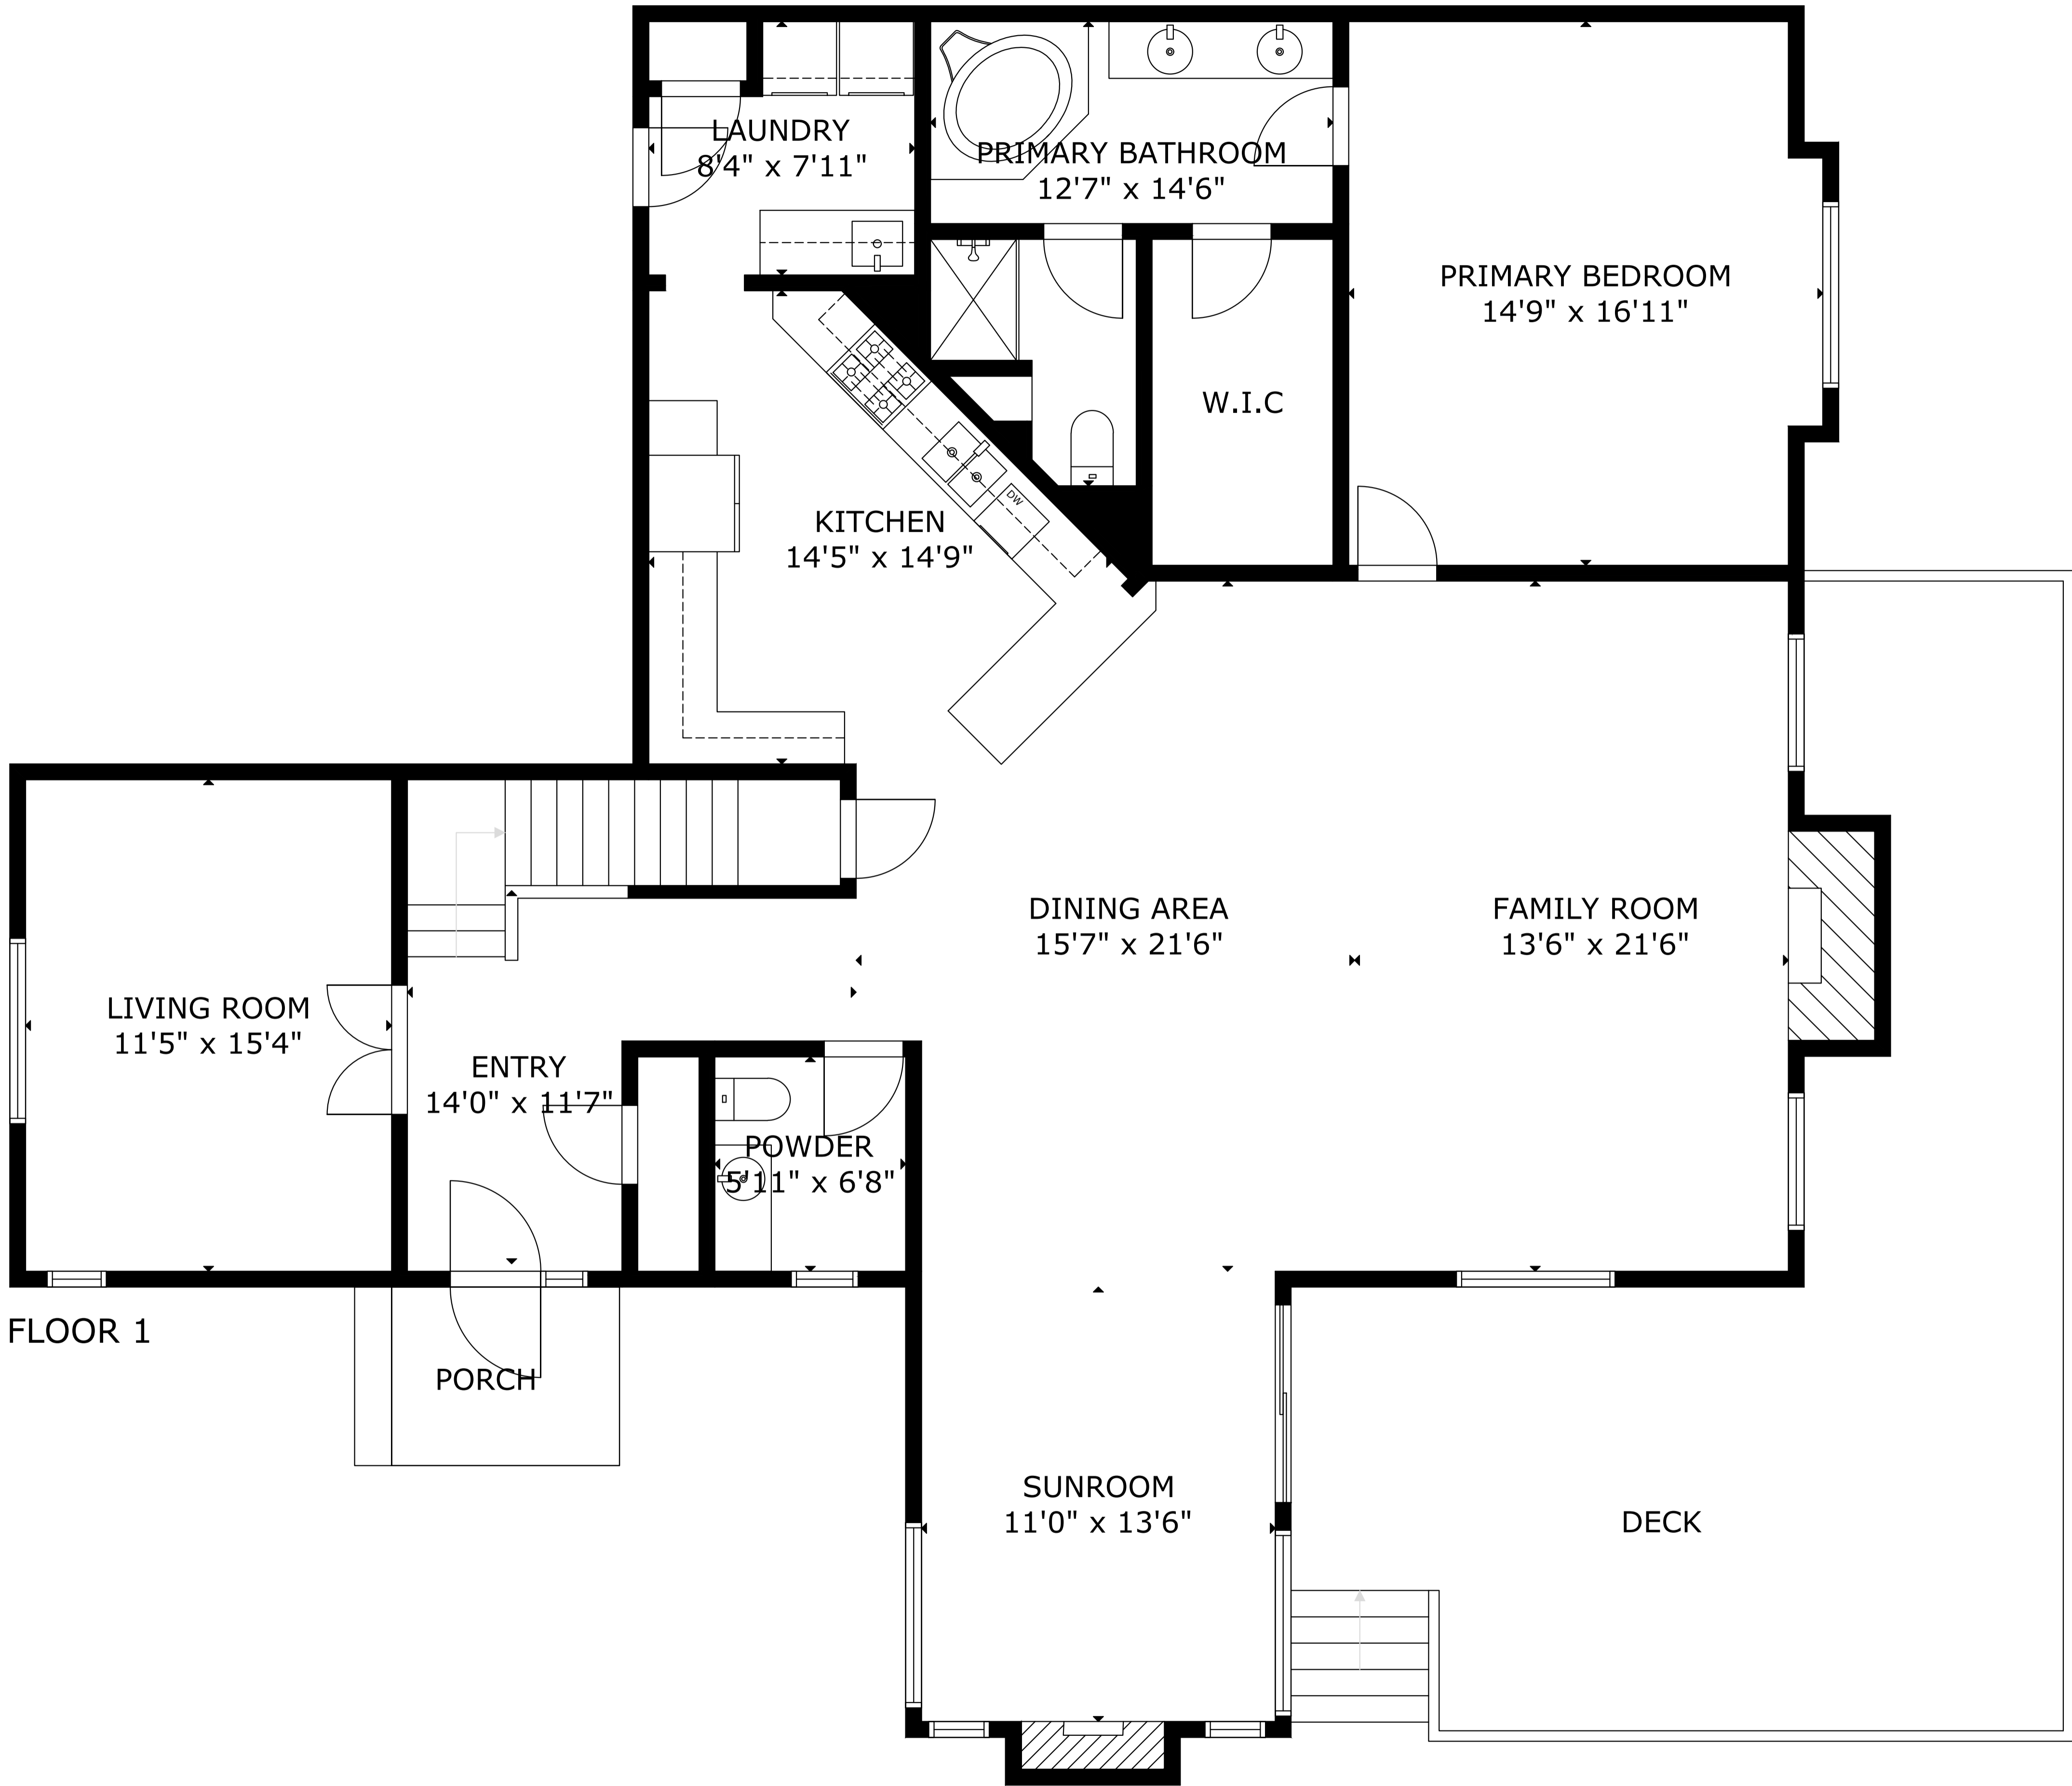 LAUNDRY
8'4" x 7'11"
PRIMARY BATHROOM
12'7" x 14'6"
PRIMARY BEDROOM
14'9" x 16'11"
W.I.C
DW
KITCHEN
14'5" x 14'9"
DINING AREA
15'7" x 21'6"
FAMILY ROOM
13'6" x 21'6"
LIVING ROOM
11'5" x 15'4"
ENTRY
14'0" x 11'7"
POWDER
5'11" x 6'8"
FLOOR 1
PORCH
SUNROOM
11'0" x 13'6"
DECK